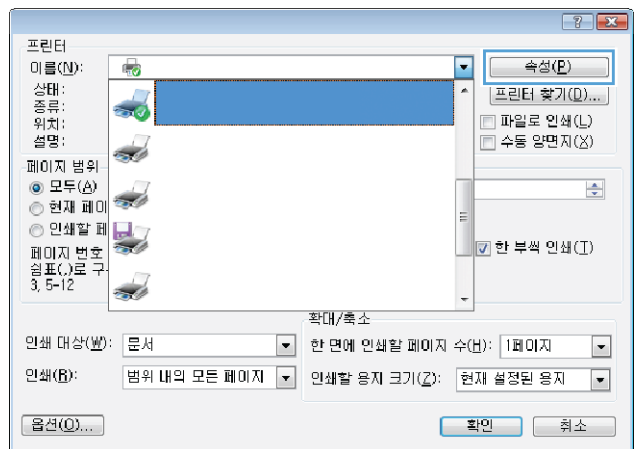 프린터
이름(N):
속성(P)
상태:
프린터 찾기(D)...
종류:
위치:
파일로 인쇄(L)
설명:
수동 양면지(X)
페이지 범위
모두(A)
현재 페이
인쇄할 페
페이지 번호
한 부씩 인쇄(T)
쉼표(,)로 구
3, 5-12
확대/축소
인쇄 대상(W): 문서
한 면에 인쇄할 페이지 수(H): 1페이지
인쇄(R): 범위 내의 모든 페이지
인쇄할 용지 크기(Z): 현재 설정된 용지
옵션(O)...
확인
취소